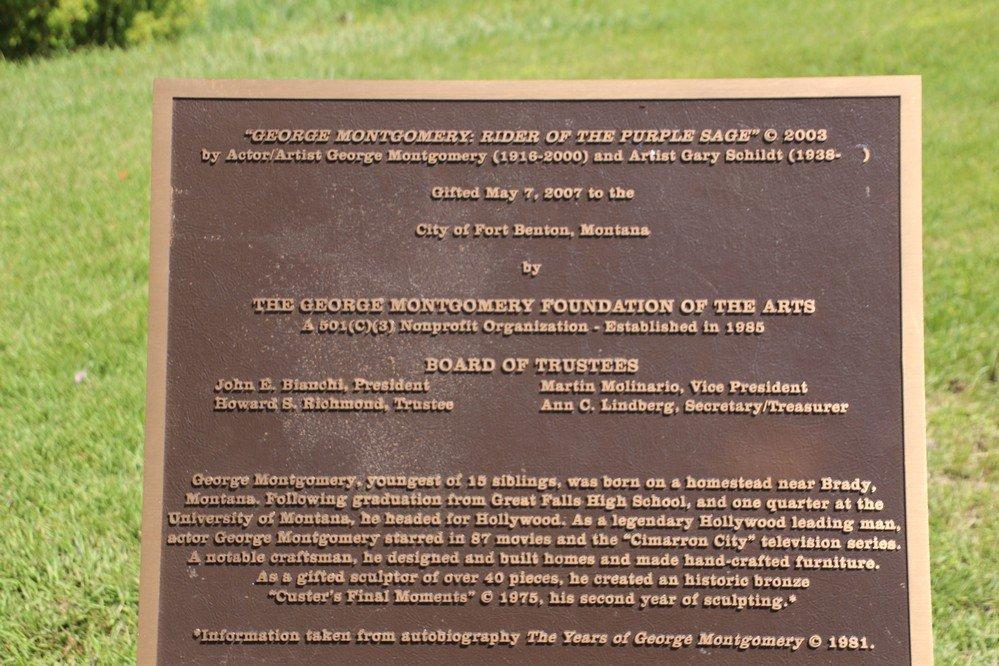 "GEORGE MONTGOMERY: RIDER OF THE PURPLE SAGE" © 2003
by Actor/Artist George Montgomery (1916-2000) and Artist Gary Schildt (1938-    )
Gifted May 7, 2007 to the
City of Fort Benton, Montana
by
THE GEORGE MONTGOMERY FOUNDATION OF THE ARTS
A 501(C)(3) Nonprofit Organization - Established in 1985
BOARD OF TRUSTEES
John E. Bianchi, President Martin Molinario, Vice President
Howard S. Richmond, Trustee Ann C. Lindberg, Secretary/Treasurer
George Montgomery, youngest of 15 siblings, was born on a homestead near Brady,
Montana. Following graduation from Great Falls High School, and one quarter at the
University of Montana, he headed for Hollywood. As a legendary Hollywood leading man,
actor George Montgomery starred in 87 movies and the "Cimarron City" television series.
A notable craftsman, he designed and built homes and made hand-crafted furniture.
As a gifted sculptor of over 40 pieces, he created an historic bronze
"Custer's Final Moments" © 1975, his second year of sculpting.*
*Information taken from autobiography The Years of George Montgomery © 1981.